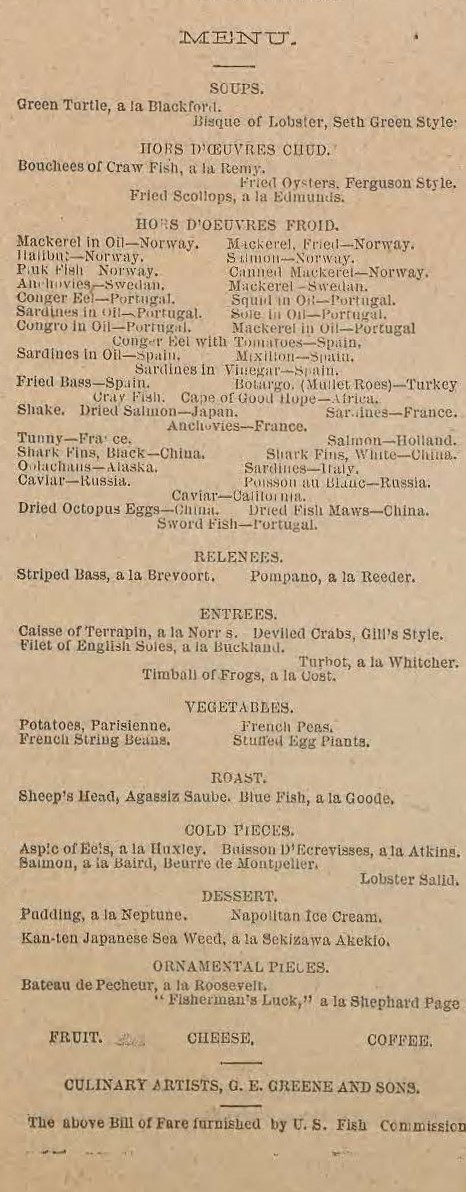 MENU.
SOUPS.
Green Turtle, a la Blackford.
Bisque of Lobster, Seth Green Style.
HORS D'ŒUVRES CHUD.
Bouchees of Craw Fish, a la Remy.
Fried Oysters, Ferguson Style.
Fried Scollops, a la Edmunds.
HORS D'OEUVRES FROID.
Mackerel in Oil—Norway. Mackerel, Fried—Norway.
Halibut—Norway. Salmon—Norway.
Pink Fish Norway. Canned Mackerel—Norway.
Anchovies—Swedan. Mackerel—Swedan.
Conger Eel—Portugal. Squid in Oil—Portugal.
Sardines in Oil—Portugal. Sole in Oil—Portugal.
Congro in Oil—Portugal. Mackerel in Oil—Portugal
Conger Eel with Tomatoes—Spain.
Sardines in Oil—Spain. Mixillon—Spain.
Sardines in Vinegar—Spain.
Fried Bass—Spain. Botargo, (Mullet Roes)—Turkey
Cray Fish. Cape of Good Hope—Africa.
Shake. Dried Salmon—Japan. Sardines—France.
Anchovies—France.
Tunny—France. Salmon—Holland.
Shark Fins, Black—China. Shark Fins, White—China.
Oolachans—Alaska. Sardines—Italy.
Caviar—Russia. Poisson au Blanc—Russia.
Caviar—California.
Dried Octopus Eggs—China. Dried Fish Maws—China.
Sword Fish—Portugal.
RELENEES.
Striped Bass, a la Brevoort. Pompano, a la Reeder.
ENTREES.
Caisse of Terrapin, a la Norris. Deviled Crabs, Gill's Style.
Filet of English Soles, a la Buckland.
Turbot, a la Whitcher.
Timball of Frogs, a la Cost.
VEGETABLES.
Potatoes, Parisienne. French Peas.
French String Beans. Stuffed Egg Plants.
ROAST.
Sheep's Head, Agassiz Saube. Blue Fish, a la Goode.
COLD PIECES.
Aspic of Eels, a la Huxley. Buisson D'Ecrevisses, a la Atkins.
Salmon, a la Baird, Beurre de Montpelier.
Lobster Salid.
DESSERT.
Pudding, a la Neptune. Napolitan Ice Cream.
Kan-ten Japanese Sea Weed, a la Sekizawa Akekio.
ORNAMENTAL PIECES.
Bateau de Pecheur, a la Roosevelt.
"Fisherman's Luck," a la Shephard Page
FRUIT. CHEESE. COFFEE.
CULINARY ARTISTS, G. E. GREENE AND SONS.
The above Bill of Fare furnished by U. S. Fish Commission